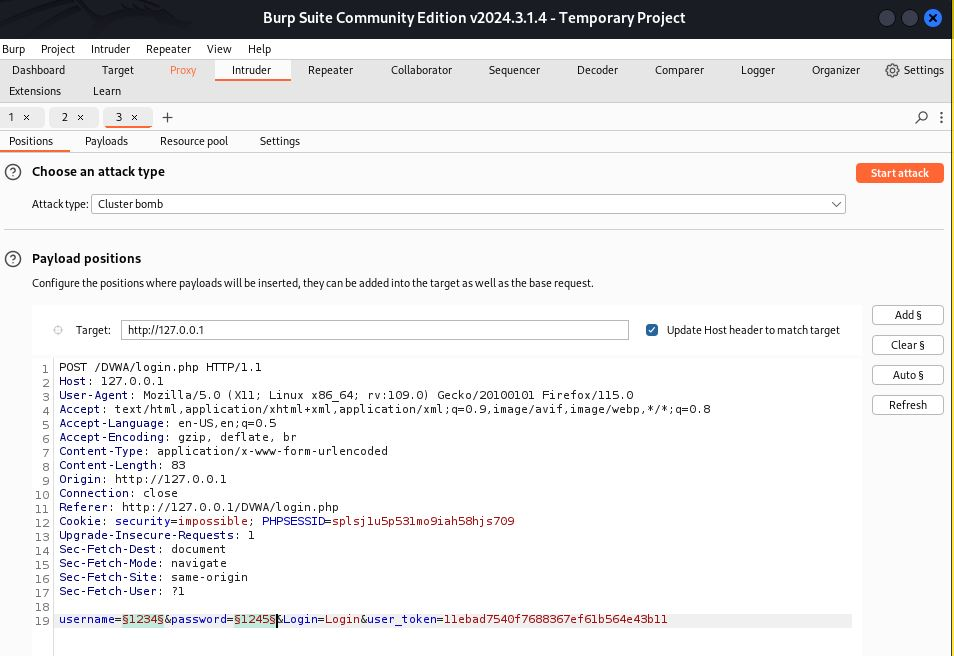 Burp Suite Community Edition v2024.3.1.4 - Temporary Project
Burp Project Intruder Repeater View Help
Dashboard Target Proxy Intruder Repeater Collaborator Sequencer Decoder Comparer Logger Organizer Settings
Extensions Learn
1 × 2 × 3 × +
Positions Payloads Resource pool Settings
? Choose an attack type
Start attack
Attack type: Cluster bomb
? Payload positions
Configure the positions where payloads will be inserted, they can be added into the target as well as the base request.
Target: http://127.0.0.1 Update Host header to match target
Add §
Clear §
Auto §
Refresh
1 POST /DVWA/login.php HTTP/1.1
2 Host: 127.0.0.1
3 User-Agent: Mozilla/5.0 (X11; Linux x86_64; rv:109.0) Gecko/20100101 Firefox/115.0
4 Accept: text/html,application/xhtml+xml,application/xml;q=0.9,image/avif,image/webp,*/*;q=0.8
5 Accept-Language: en-US,en;q=0.5
6 Accept-Encoding: gzip, deflate, br
7 Content-Type: application/x-www-form-urlencoded
8 Content-Length: 83
9 Origin: http://127.0.0.1
10 Connection: close
11 Referer: http://127.0.0.1/DVWA/login.php
12 Cookie: security=impossible; PHPSESSID=splsj1u5p531mo9iah58hjs709
13 Upgrade-Insecure-Requests: 1
14 Sec-Fetch-Dest: document
15 Sec-Fetch-Mode: navigate
16 Sec-Fetch-Site: same-origin
17 Sec-Fetch-User: ?1
18
19 username=§1234§&password=§1245§&Login=Login&user_token=11ebad7540f7688367ef61b564e43b11